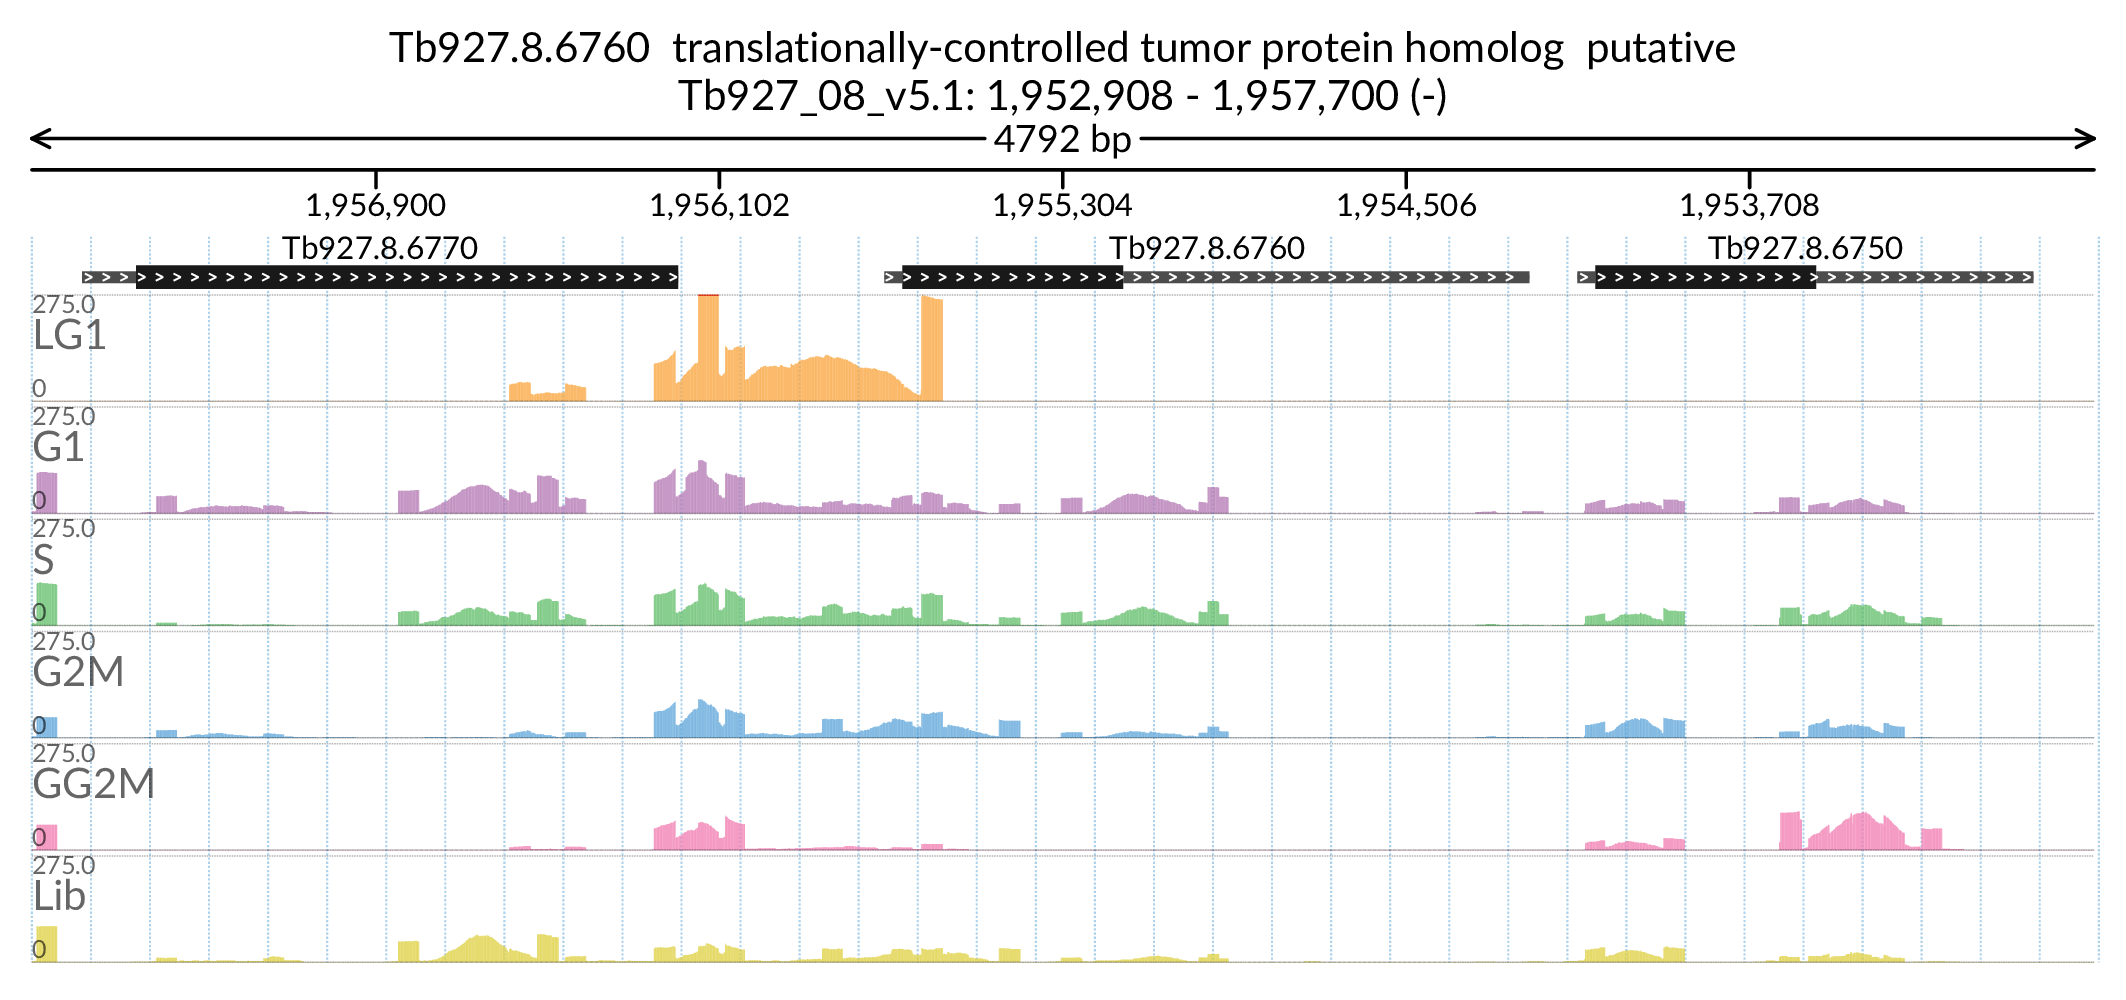 Tb927.8.6760  translationally-controlled tumor protein homolog  putative
Tb927_08_v5.1: 1,952,908 - 1,957,700 (-)
4792 bp
1,956,900 1,956,102 1,955,304 1,954,506 1,953,708
Tb927.8.6770 Tb927.8.6760 Tb927.8.6750
275.0
LG1
0
275.0
G1
0
275.0
S
0
275.0
G2M
0
275.0
GG2M
0
275.0
Lib
0